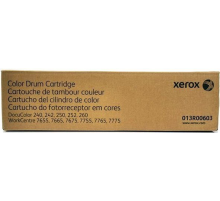 Color Drum Cartridge
Cartouche de tambour couleur
Cartucho del cilindro de color
Cartucho do fotorreceptor em cores
DocuColor 240, 242, 250, 252, 260
WorkCentre 7655, 7665, 7675, 7755, 7765, 7775
xerox
013R00603